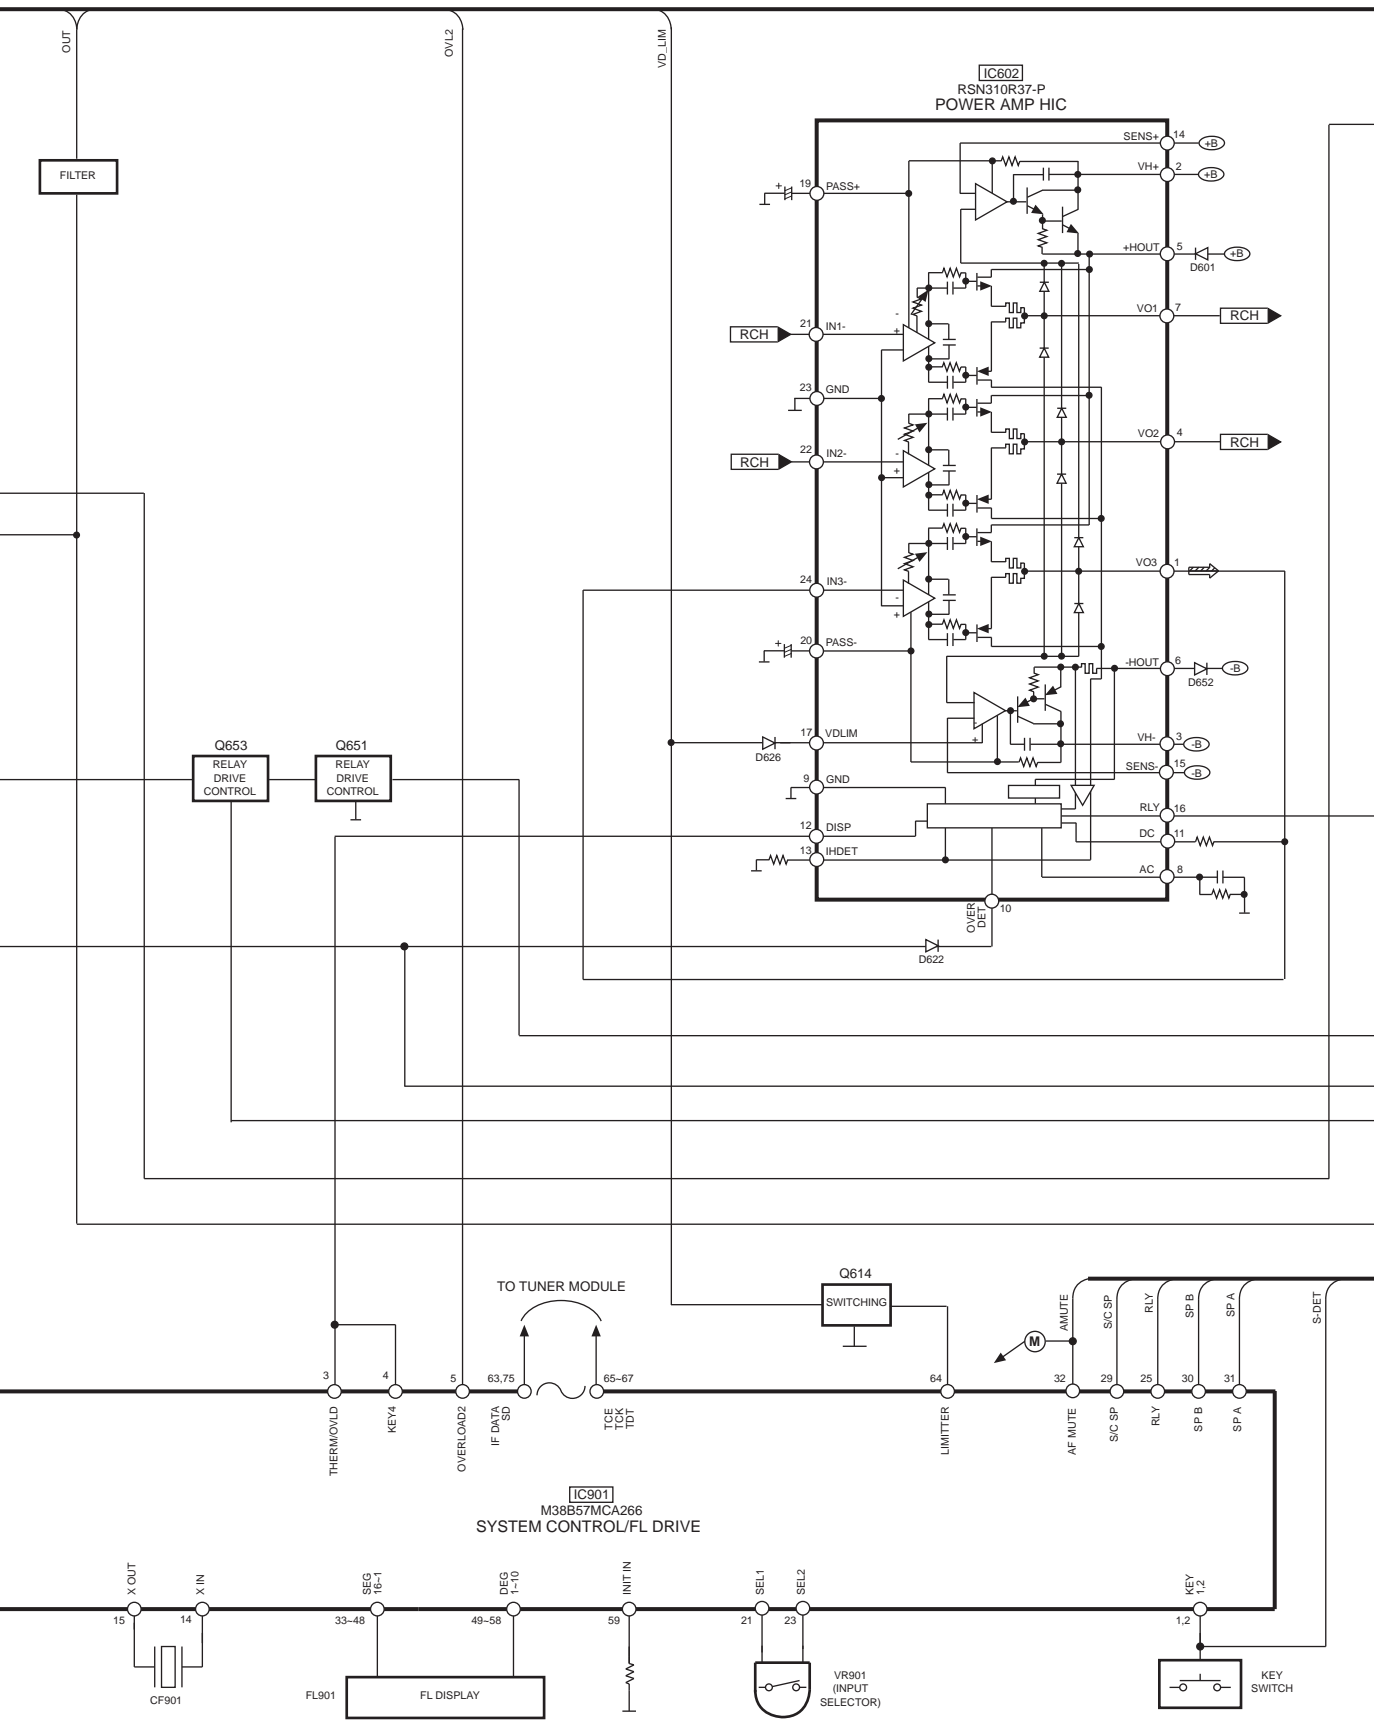 OUT
OVL2
VD_LIM
IC602
RSN310R37-P
POWER AMP HIC
FILTER
SENS+
14
+B
VH+
2
+B
19
PASS+
+
+HOUT
5
D601
+B
VO1
7
RCH
RCH
21
IN1-
-
+
23
GND
VO2
4
RCH
RCH
22
IN2-
-
+
VO3
1
24
IN3-
-
+
20
PASS-
+
-HOUT
6
D652
-B
17
VDLIM
D626
-
+
VH-
3
-B
SENS-
15
-B
9
GND
RLY
16
12
DISP
DC
11
13
IHDET
AC
8
OVER
DET
10
D622
Q653
RELAY
DRIVE
CONTROL
Q651
RELAY
DRIVE
CONTROL
TO TUNER MODULE
Q614
SWITCHING
M
AMUTE
S/C SP
RLY
SP B
SP A
S-DET
3
4
5
63,75
65~67
64
32
29
25
30
31
THERM/OVLD
KEY4
OVERLOAD2
IF DATA
SD
TCE
TCK
TDT
LIMITTER
AF MUTE
S/C SP
RLY
SP B
SP A
IC901
M38B57MCA266
SYSTEM CONTROL/FL DRIVE
X OUT
X IN
SEG
16~1
DEG
1~10
INIT IN
SEL1
SEL2
KEY
1,2
15
14
33~48
49~58
59
21
23
1,2
CF901
FL901
FL DISPLAY
VR901
(INPUT
SELECTOR)
KEY
SWITCH